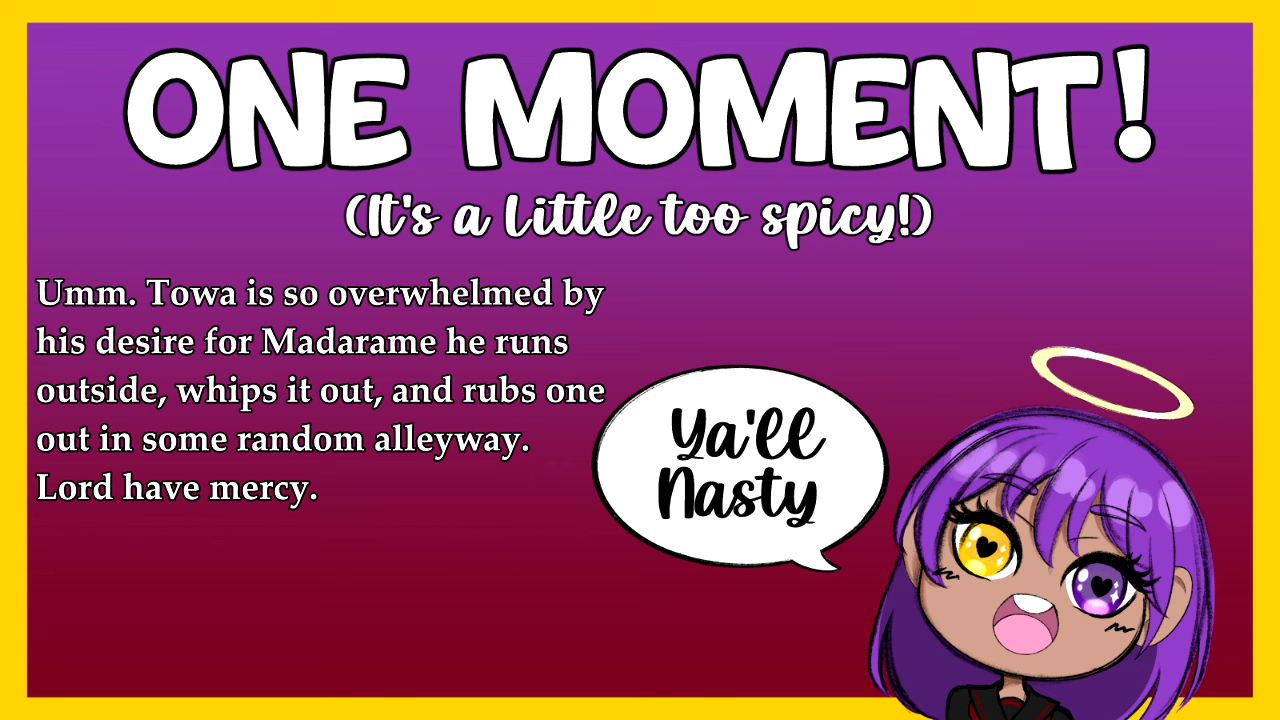 ONE MOMENT!
(It's a little too spicy!)
Umm. Towa is so overwhelmed by
his desire for Madarame he runs
outside, whips it out, and rubs one
out in some random alleyway.
Lord have mercy.
Ya'll
Nasty